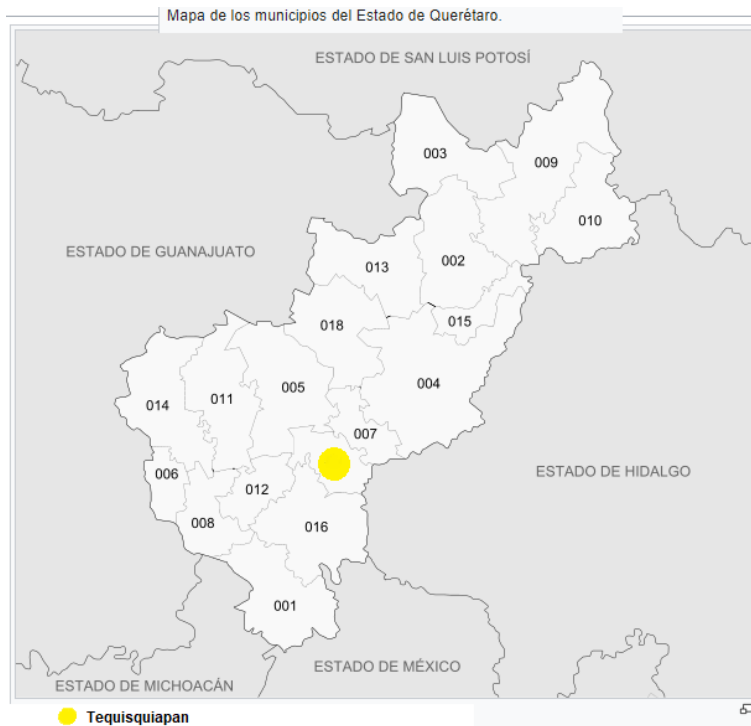 Mapa de los municipios del Estado de Querétaro.
ESTADO DE SAN LUIS POTOSÍ
003
009
010
ESTADO DE GUANAJUATO
013
002
018
015
005
004
014
011
007
006
ESTADO DE HIDALGO
012
008
016
001
ESTADO DE MÉXICO
ESTADO DE MICHOACÁN
Tequisquiapan